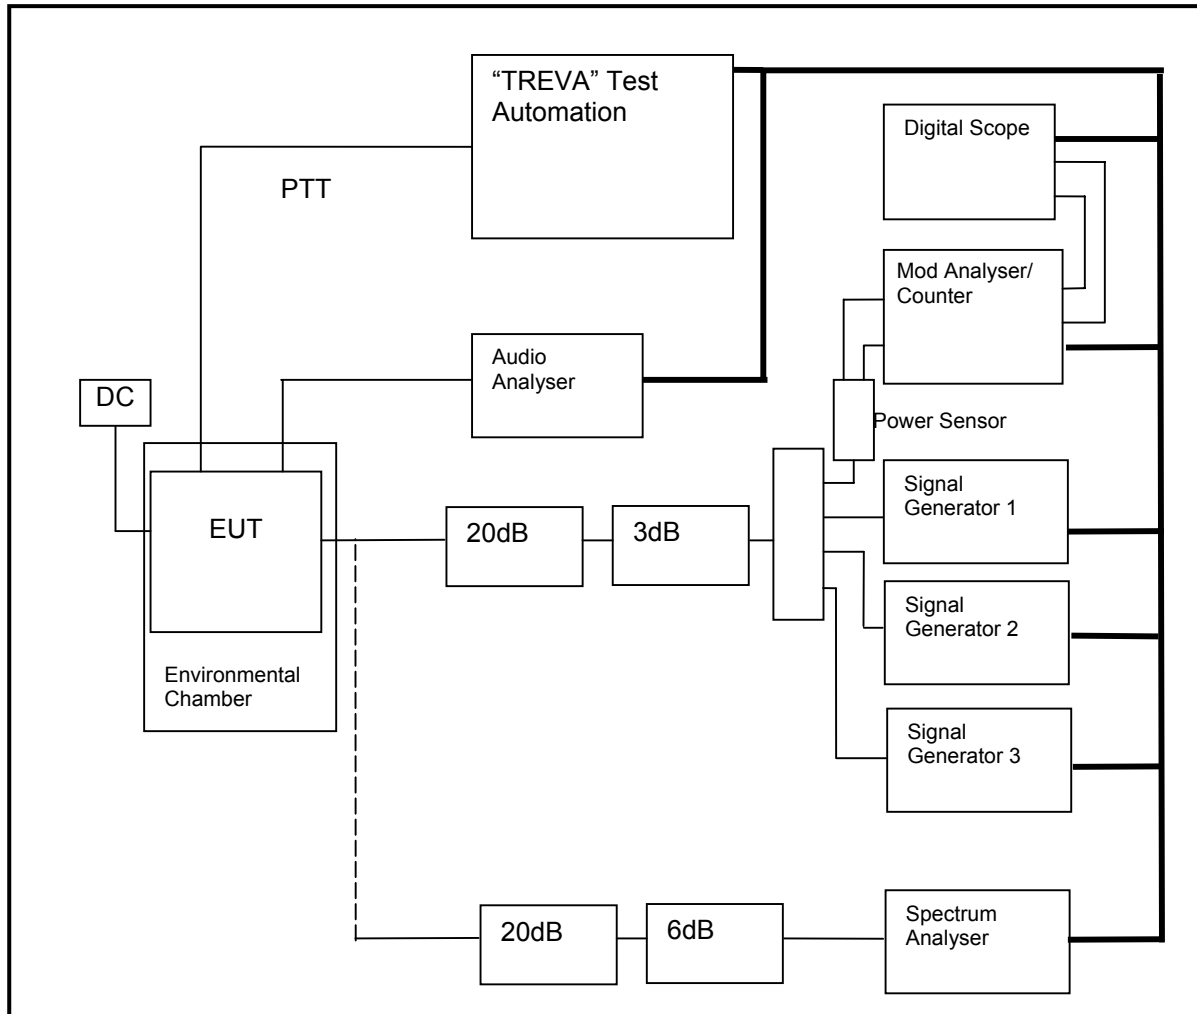 “TREVA” Test
Automation
Digital Scope
PTT
Mod Analyser/
Counter
Audio
Analyser
DC
Power Sensor
EUT
20dB
3dB
Signal
Generator 1
Signal
Generator 2
Environmental
Chamber
Signal
Generator 3
20dB
6dB
Spectrum
Analyser